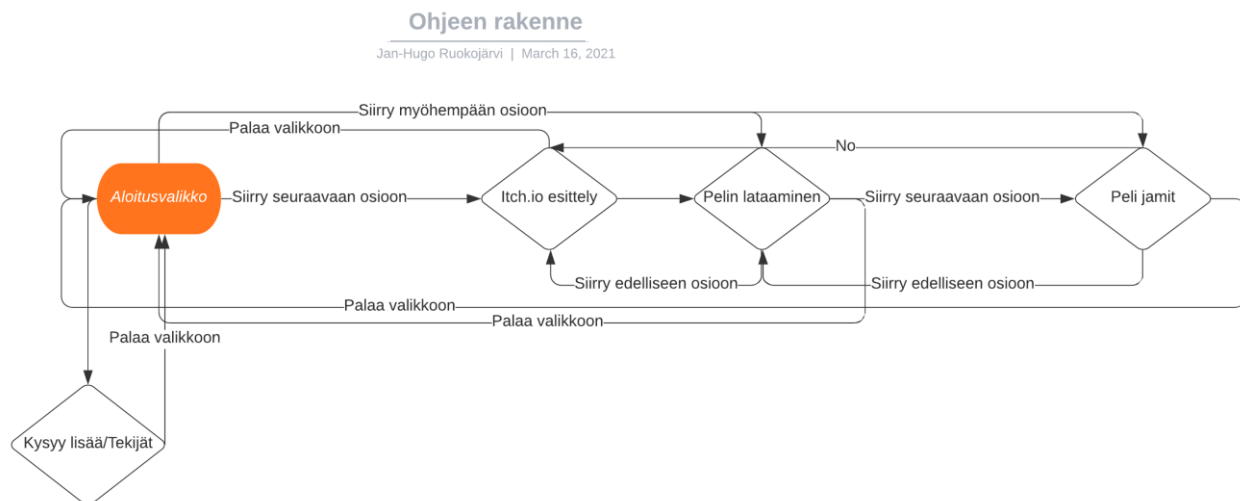 Ohjeen rakenne
Jan-Hugo Ruokojärvi | March 16, 2021
Siirry myöhempään osioon
Palaa valikkoon
No
Aloitusvalikko
Siirry seuraavaan osioon
Itch.io esittely
Pelin lataaminen
Siirry seuraavaan osioon
Peli jamit
Siirry edelliseen osioon
Siirry edelliseen osioon
Palaa valikkoon
Palaa valikkoon
Palaa valikkoon
Kysyy lisää/Tekijät